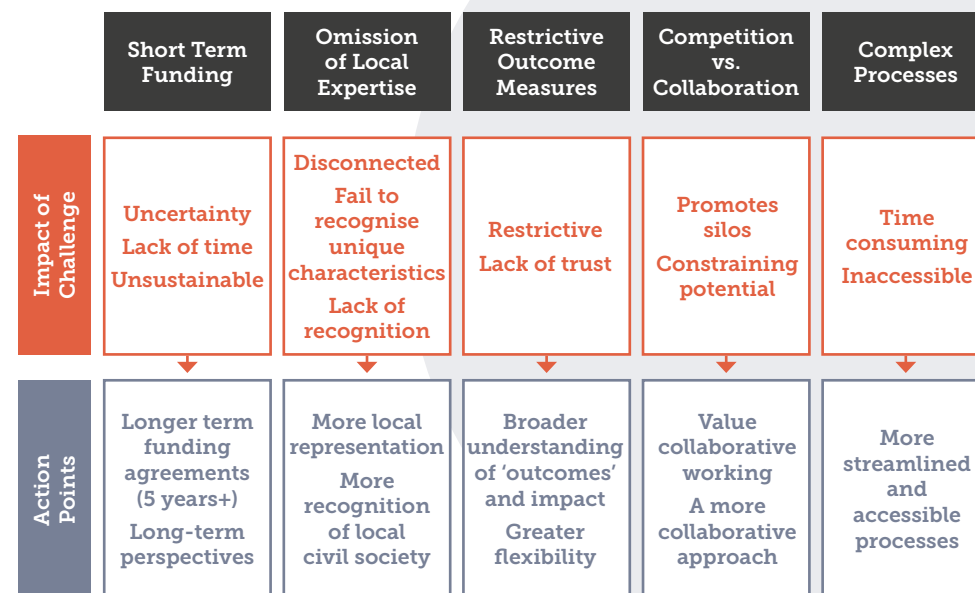 Short Term
Funding
Omission
of Local
Expertise
Restrictive
Outcome
Measures
Competition
vs.
Collaboration
Complex
Processes
Impact of
Challenge
Uncertainty
Lack of time
Unsustainable
Disconnected
Fail to
recognise
unique
characteristics
Lack of
recognition
Restrictive
Lack of trust
Promotes
silos
Constraining
potential
Time
consuming
Inaccessible
Action
Points
Longer term
funding
agreements
(5 years+)
Long-term
perspectives
More local
representation
More
recognition
of local
civil society
Broader
understanding
of ‘outcomes’
and impact
Greater
flexibility
Value
collaborative
working
A more
collaborative
approach
More
streamlined
and
accessible
processes